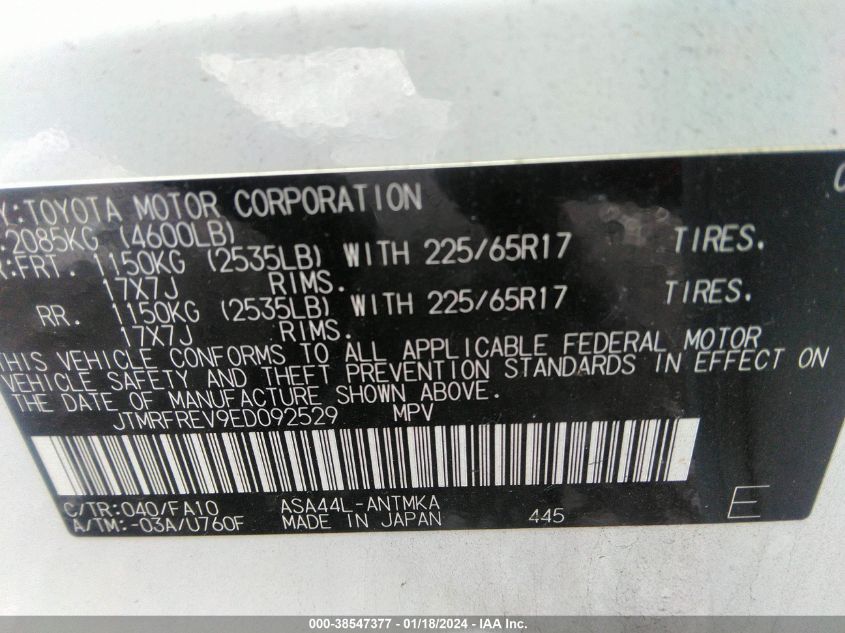 Y:TOYOTA MOTOR CORPORATION
2085KG (4600LB)
R:FRT. 1150KG (2535LB) WITH 225/65R17 TIRES.
17X7J RIMS.
RR. 1150KG (2535LB) WITH 225/65R17 TIRES.
17X7J RIMS.
THIS VEHICLE CONFORMS TO ALL APPLICABLE FEDERAL MOTOR
VEHICLE SAFETY AND THEFT PREVENTION STANDARDS IN EFFECT ON
THE DATE OF MANUFACTURE SHOWN ABOVE.
JTMRFREV9ED092529 MPV
C/TR:040/FA10 ASA44L-ANTMKA
A/TM:-03A/U760F MADE IN JAPAN 445 E
000-38547377 | 01/18/2024 - IAA, Inc.